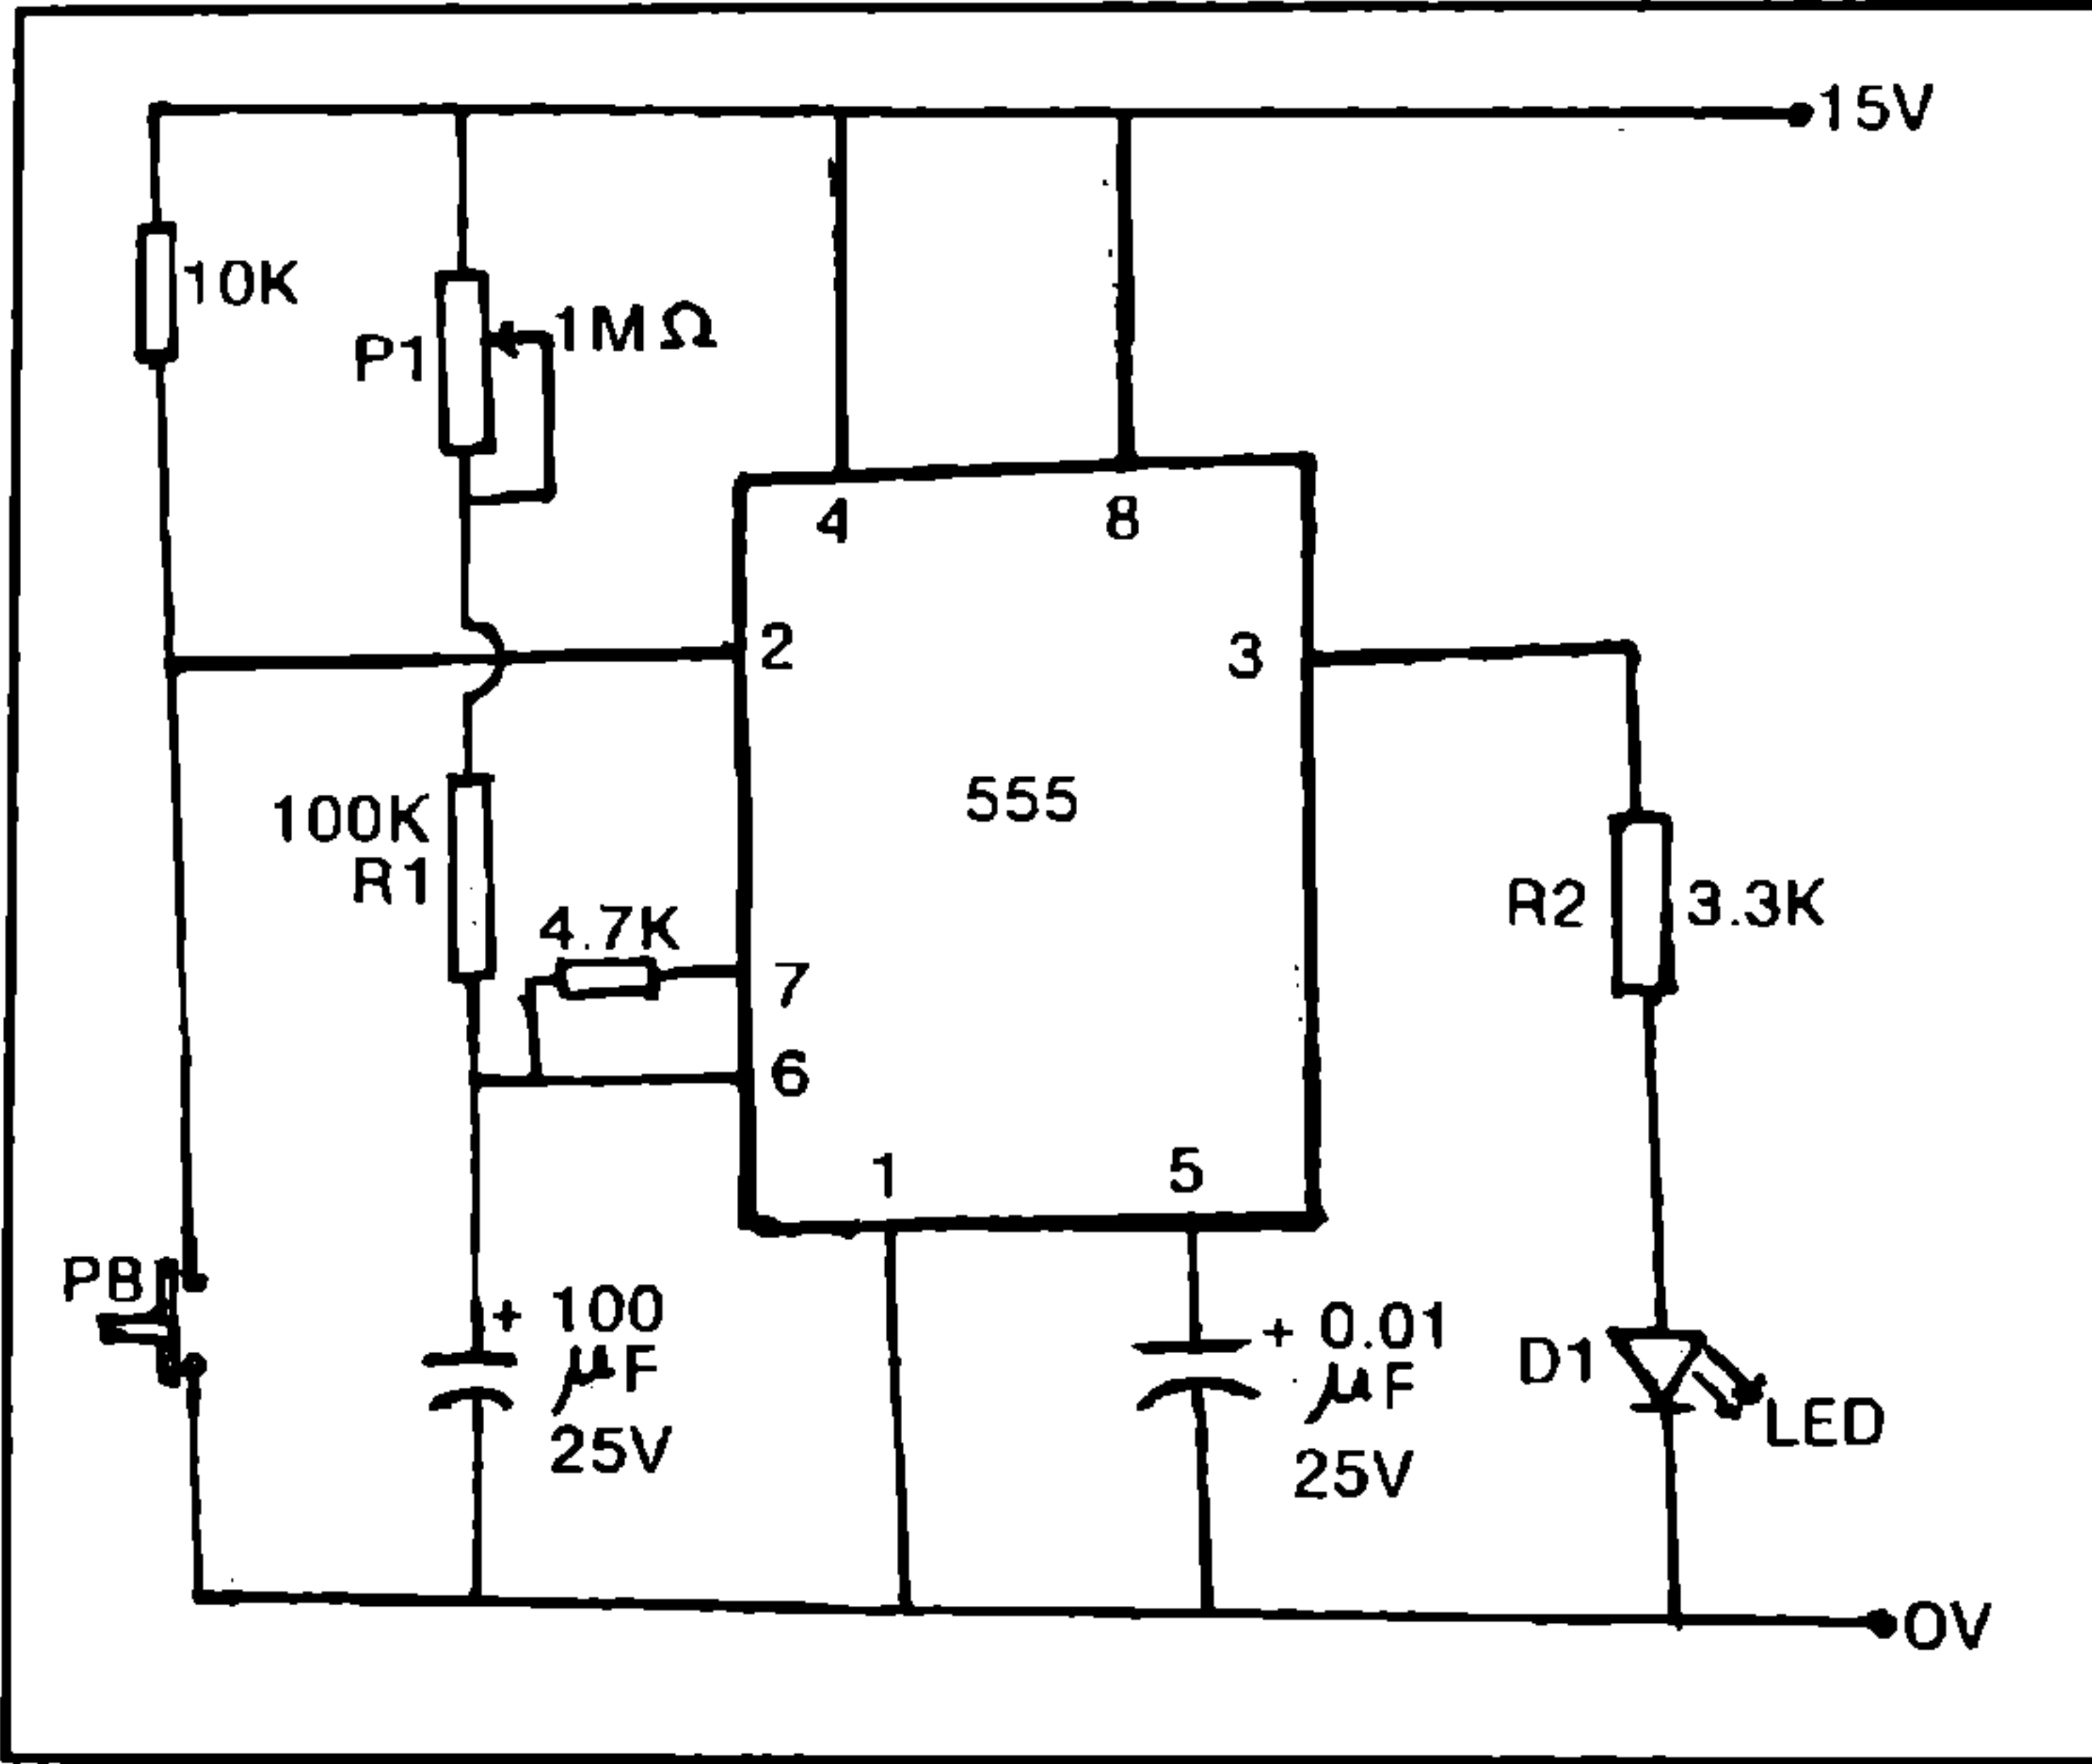 15V
10K
P1
1MΩ
4
8
2
3
555
100K
R1
4.7K
7
6
R2
3.3K
1
5
PB1
+ 100
µF
25V
+ 0.01
µF
25V
D1
LED
0V